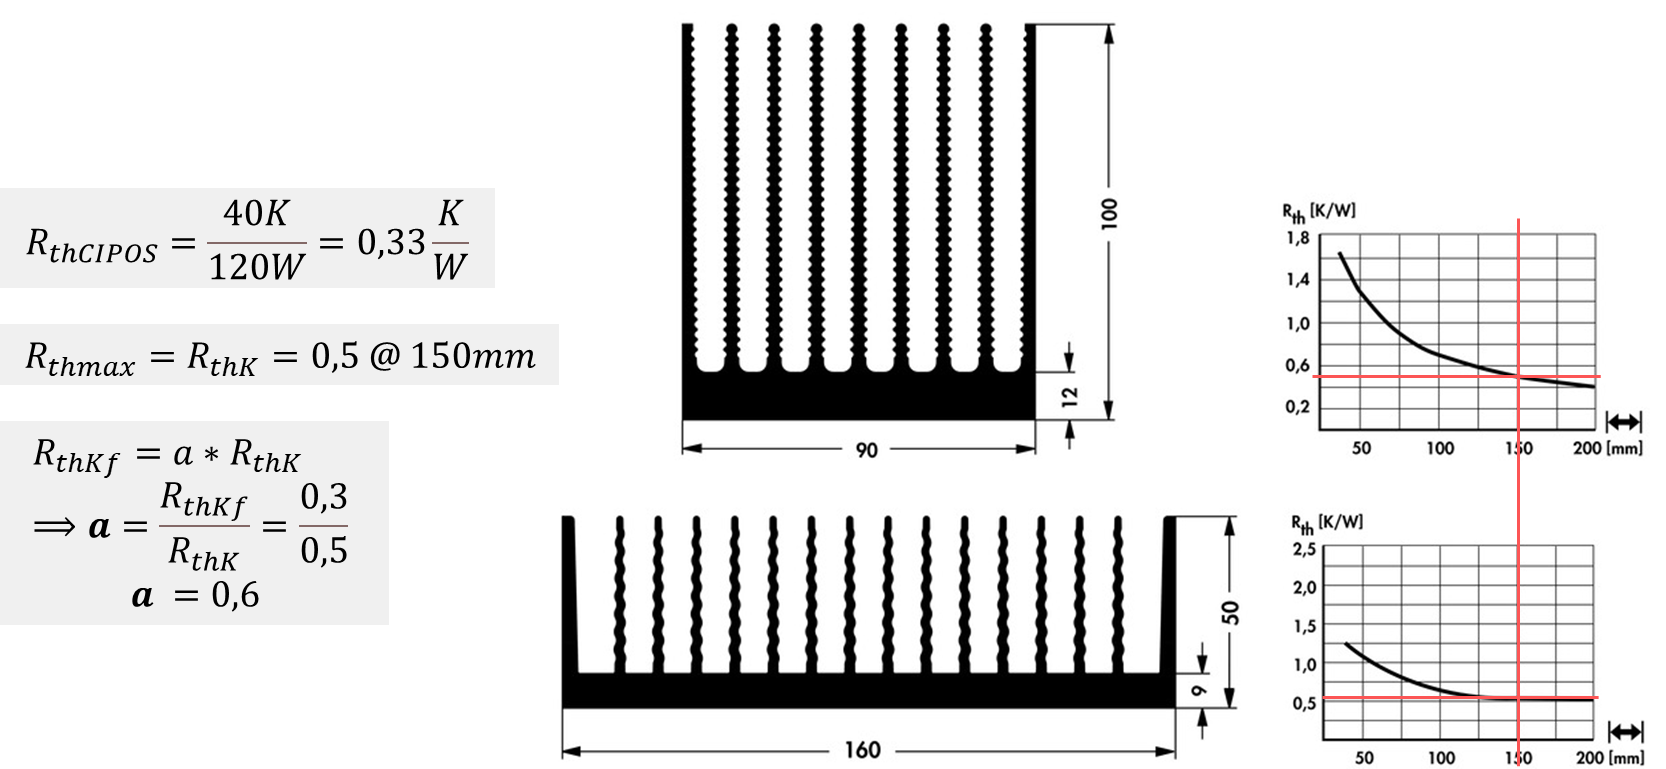 R_thCIPOS = 40K / 120W = 0,33 K / W
R_thmax = R_thK = 0,5 @ 150mm
R_thKf = a ∗ R_thK
⟹ a = R_thKf / R_thK = 0,3 / 0,5
a = 0,6
100
12
90
50
9
160
R_th [K/W]
1,8
1,4
1,0
0,6
0,2
50 100 150 200 [mm]
R_th [K/W]
2,5
2,0
1,5
1,0
0,5
50 100 150 200 [mm]